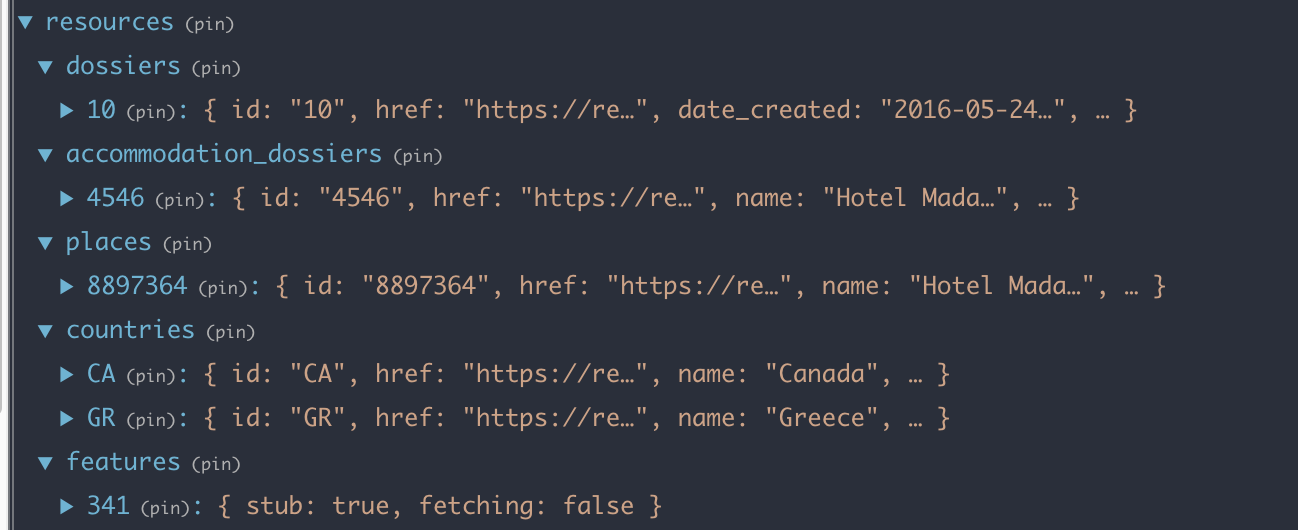 ▼ resources (pin)
▼ dossiers (pin)
▶ 10 (pin): { id: "10", href: "https://re…", date_created: "2016-05-24…", … }
▼ accommodation_dossiers (pin)
▶ 4546 (pin): { id: "4546", href: "https://re…", name: "Hotel Mada…", … }
▼ places (pin)
▶ 8897364 (pin): { id: "8897364", href: "https://re…", name: "Hotel Mada…", … }
▼ countries (pin)
▶ CA (pin): { id: "CA", href: "https://re…", name: "Canada", … }
▶ GR (pin): { id: "GR", href: "https://re…", name: "Greece", … }
▼ features (pin)
▶ 341 (pin): { stub: true, fetching: false }